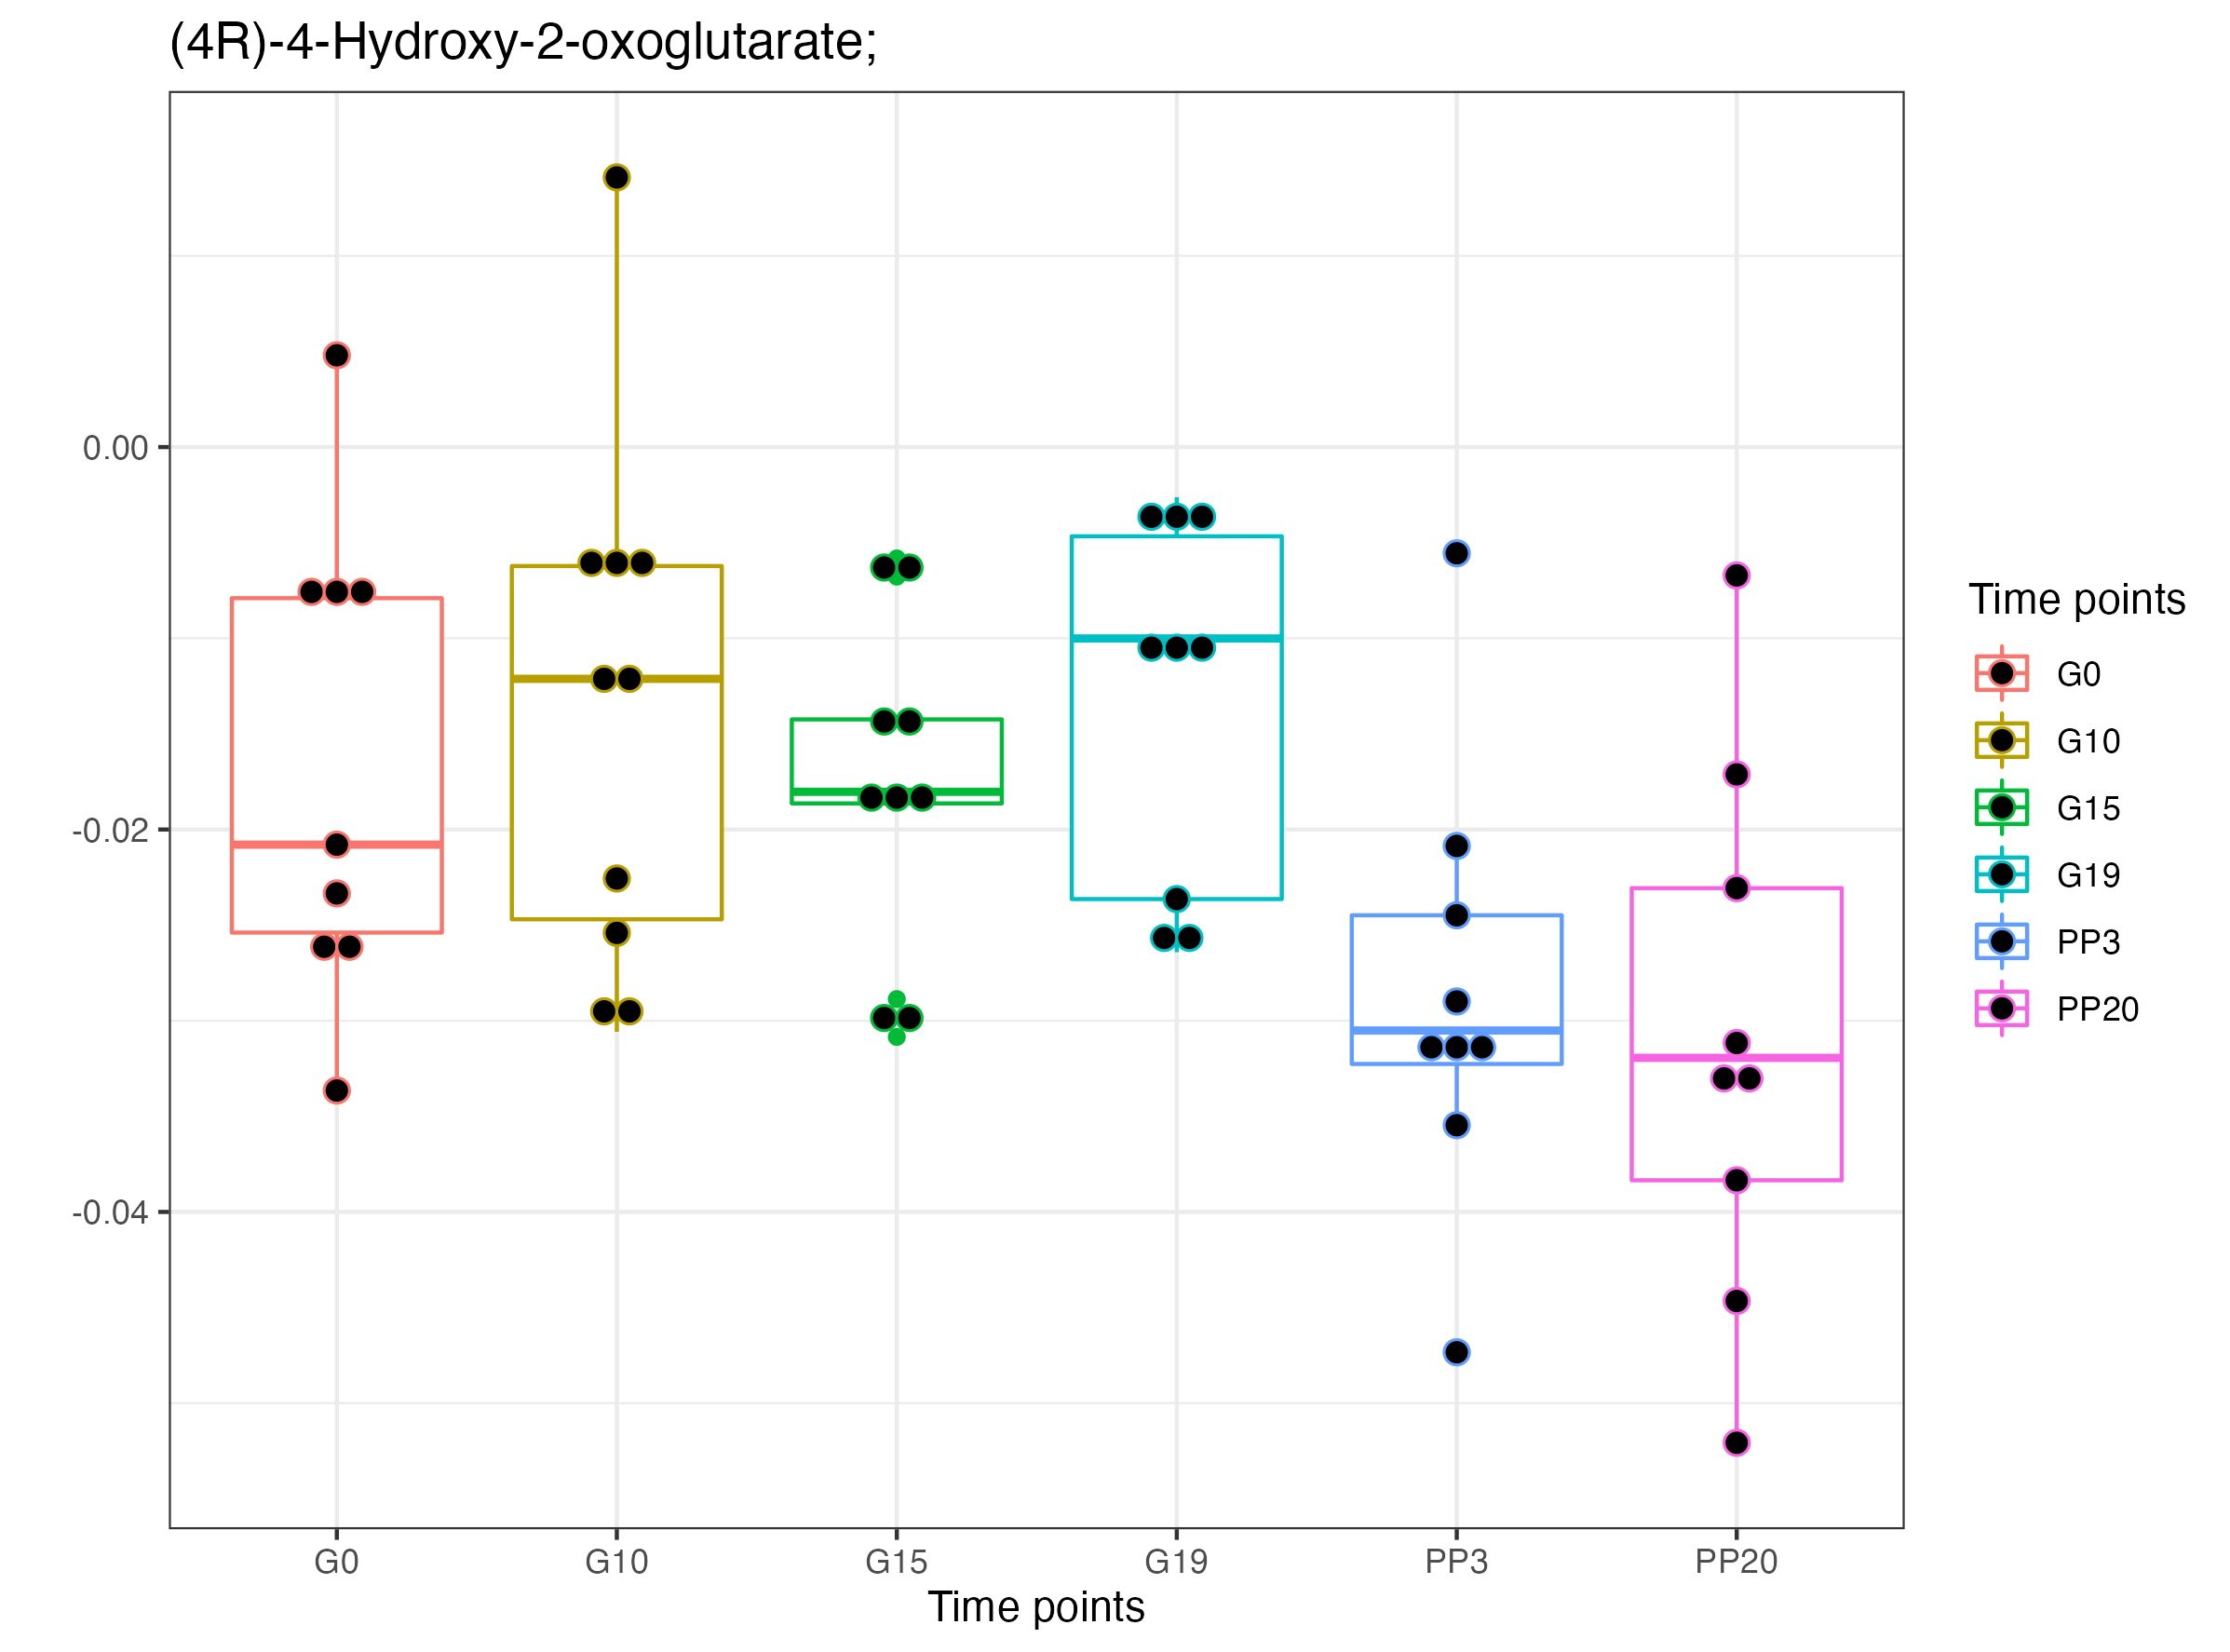 (4R)-4-Hydroxy-2-oxoglutarate;
0.00
-0.02
-0.04
G0 G10 G15 G19 PP3 PP20
Time points
Time points
G0
G10
G15
G19
PP3
PP20